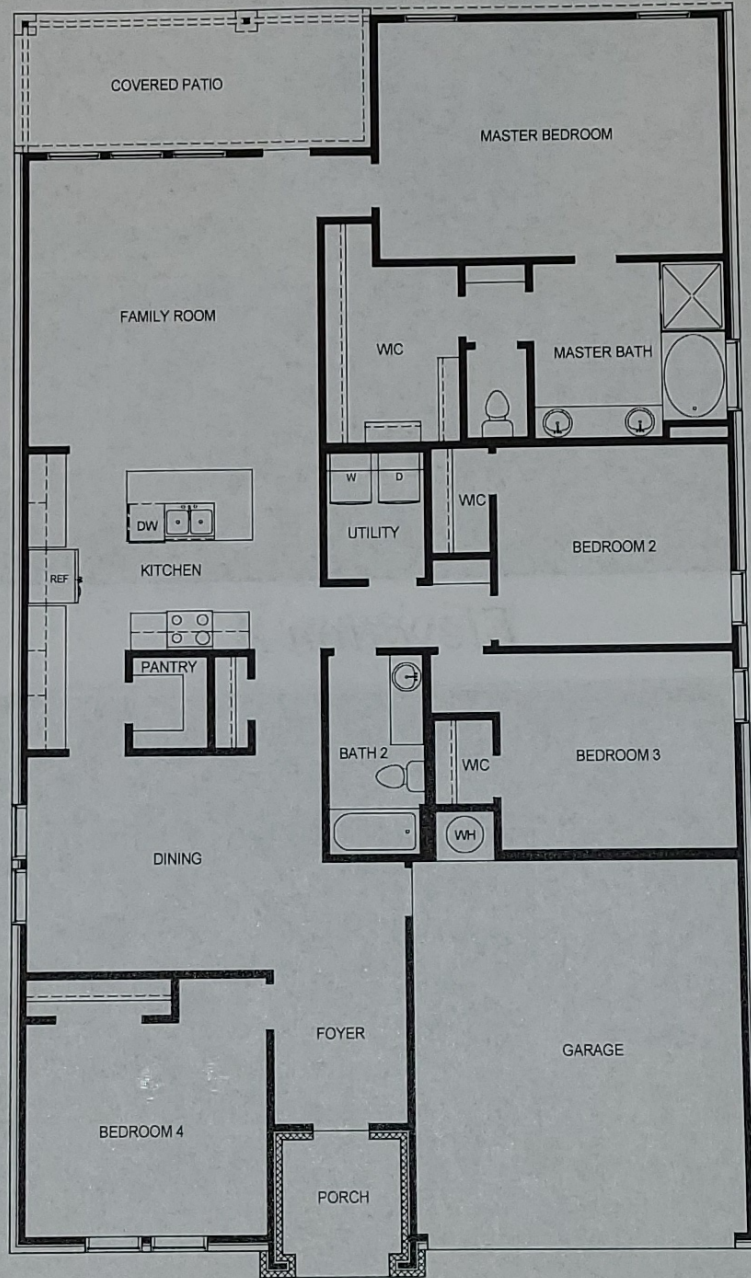 COVERED PATIO
MASTER BEDROOM
FAMILY ROOM
WIC
MASTER BATH
W
D
WIC
DW
UTILITY
BEDROOM 2
REF
KITCHEN
PANTRY
BATH 2
WIC
BEDROOM 3
WH
DINING
FOYER
GARAGE
BEDROOM 4
PORCH